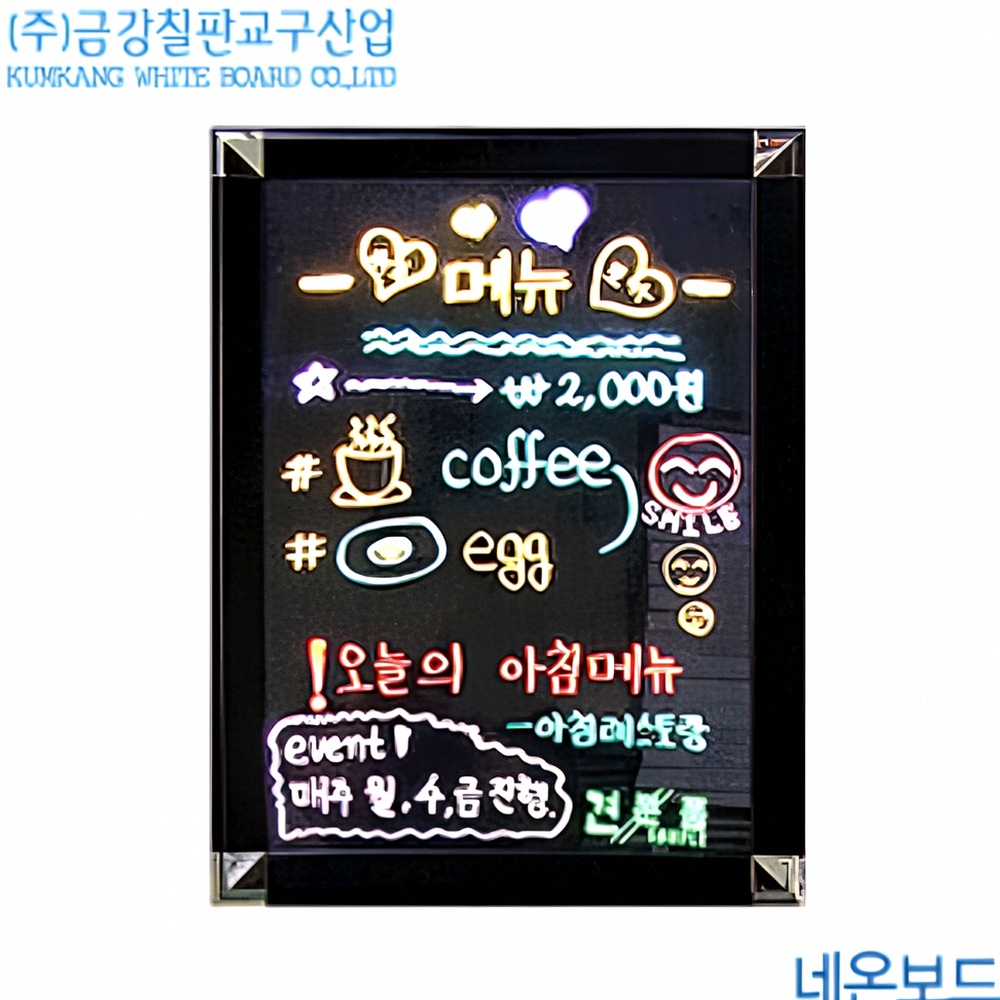 (주)금강칠판교구산업
KUMKANG WHITE BOARD CO.,LTD
메뉴
₩2,000원
# coffee
SMILE
# egg
!오늘의 아침메뉴
-아침레스토랑
event!
매주 월,수,금 진행.
네온보드